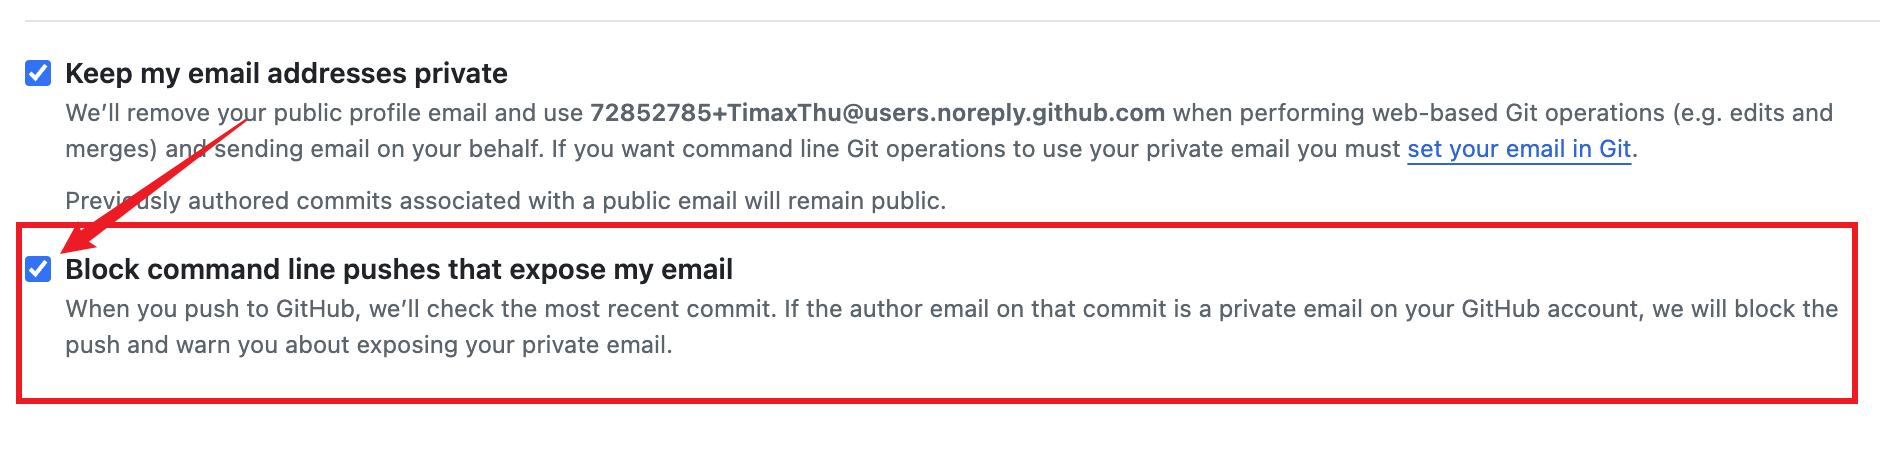 Keep my email addresses private
We’ll remove your public profile email and use 72852785+TimaxThu@users.noreply.github.com when performing web-based Git operations (e.g. edits and
merges) and sending email on your behalf. If you want command line Git operations to use your private email you must set your email in Git.
Previously authored commits associated with a public email will remain public.
Block command line pushes that expose my email
When you push to GitHub, we’ll check the most recent commit. If the author email on that commit is a private email on your GitHub account, we will block the
push and warn you about exposing your private email.